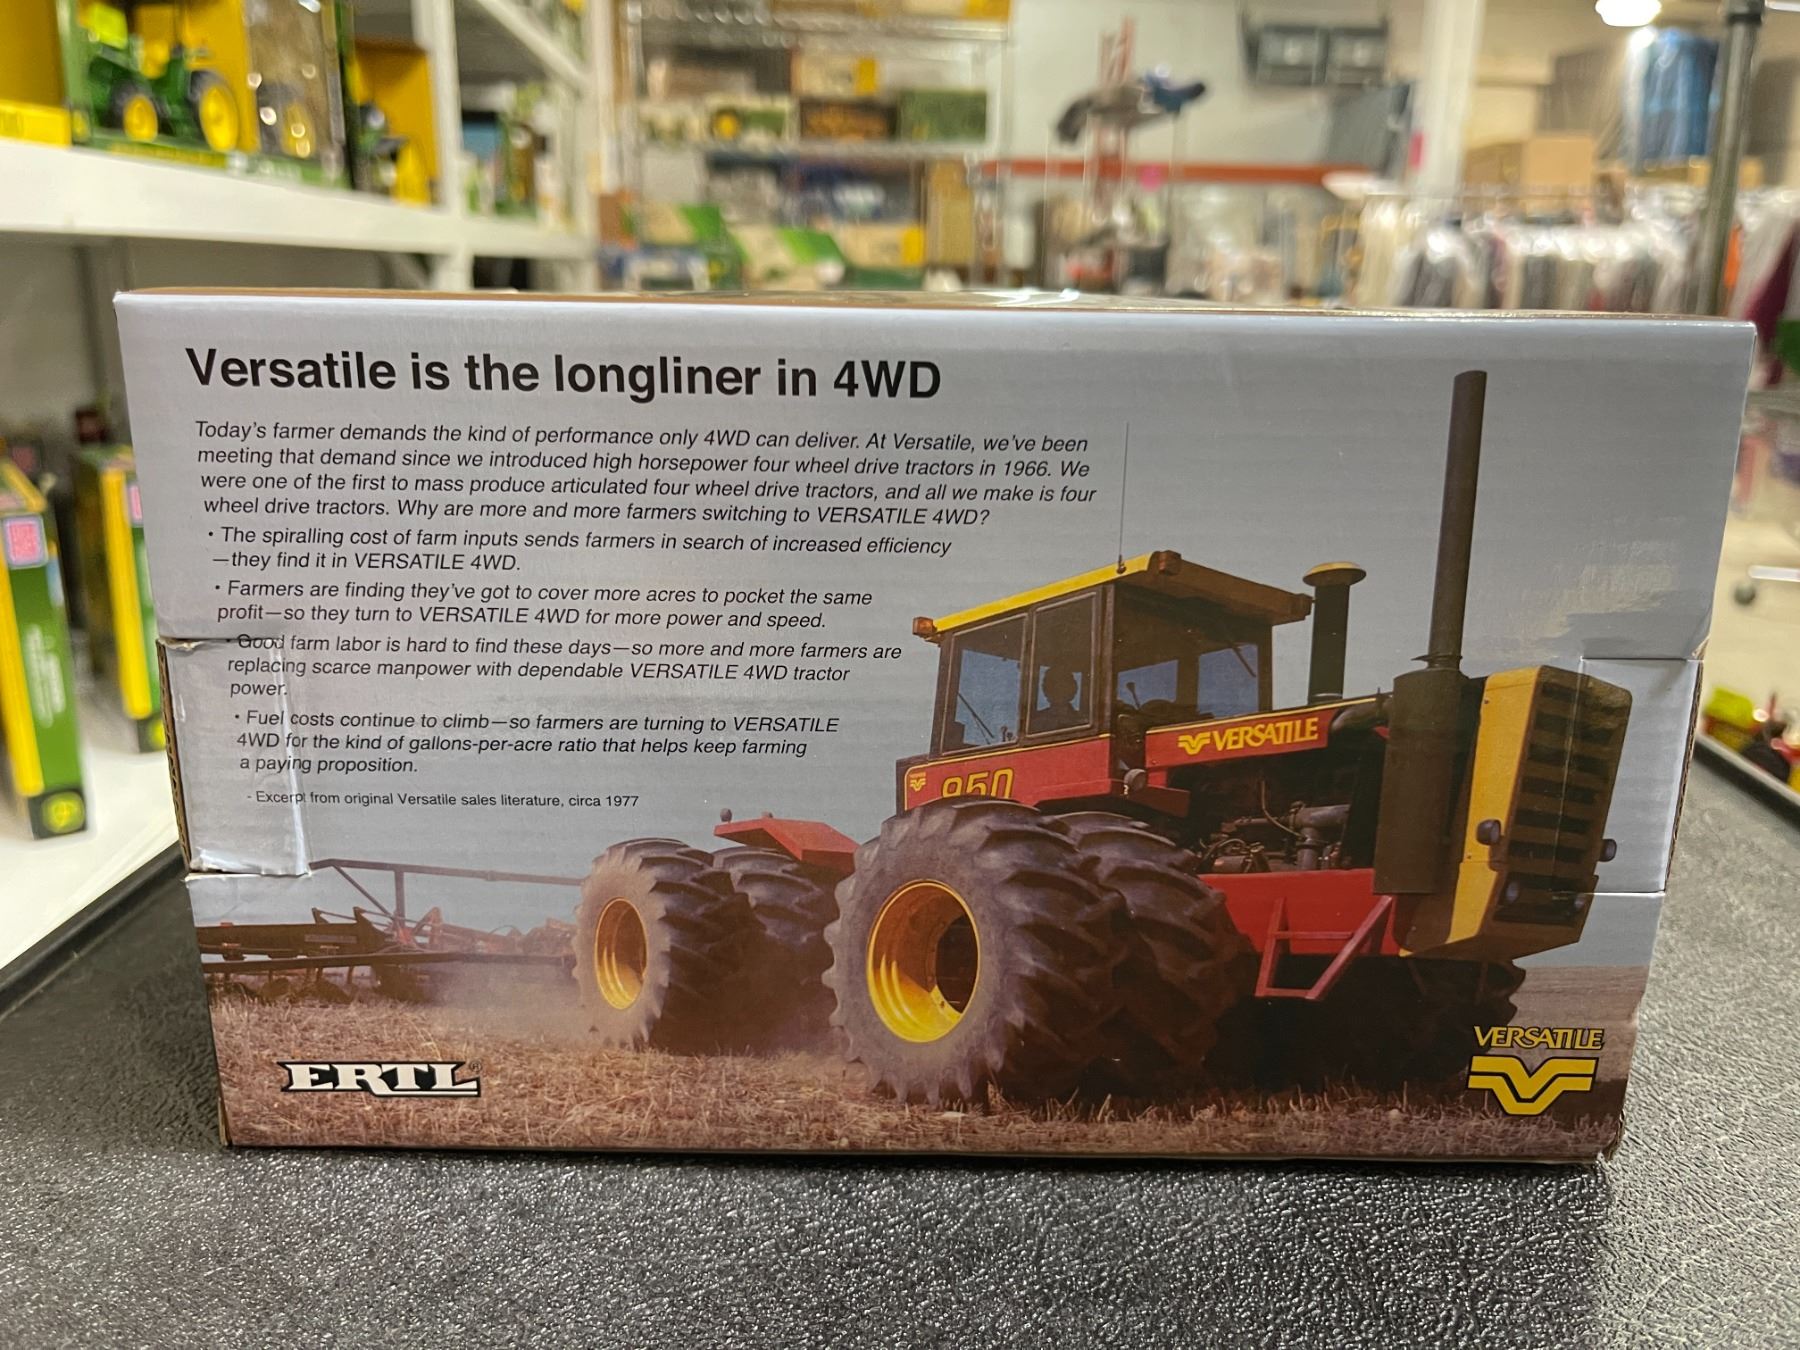 Versatile is the longliner in 4WD
Today's farmer demands the kind of performance only 4WD can deliver. At Versatile, we've been
meeting that demand since we introduced high horsepower four wheel drive tractors in 1966. We
were one of the first to mass produce articulated four wheel drive tractors, and all we make is four
wheel drive tractors. Why are more and more farmers switching to VERSATILE 4WD?
• The spiralling cost of farm inputs sends farmers in search of increased efficiency
—they find it in VERSATILE 4WD.
• Farmers are finding they've got to cover more acres to pocket the same
profit—so they turn to VERSATILE 4WD for more power and speed.
• Good farm labor is hard to find these days—so more and more farmers are
replacing scarce manpower with dependable VERSATILE 4WD tractor
power.
• Fuel costs continue to climb—so farmers are turning to VERSATILE
4WD for the kind of gallons-per-acre ratio that helps keep farming
a paying proposition.
- Excerpt from original Versatile sales literature, circa 1977
VERSATILE
950
ERTL®
VERSATILE